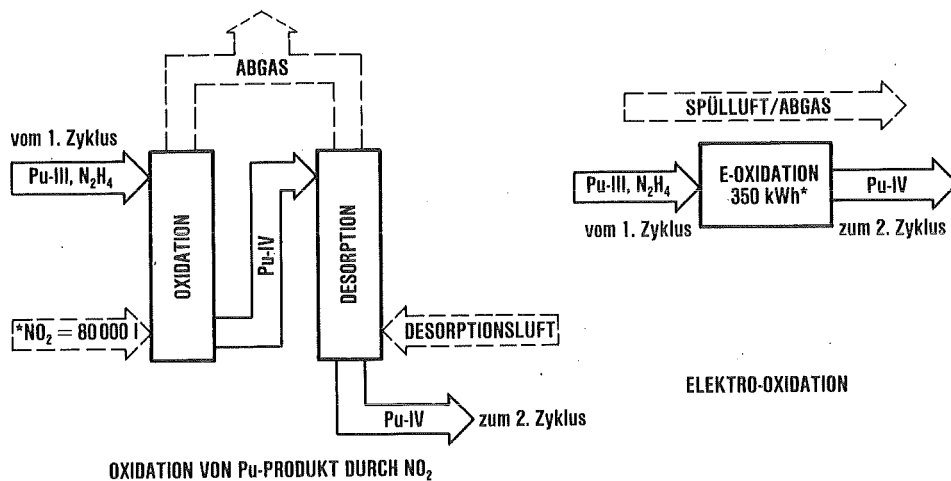 ABGAS
vom 1. Zyklus
Pu-III, N₂H₄
OXIDATION
Pu-IV
DESORPTION
*NO₂ = 80 000 l
DESORPTIONSLUFT
Pu-IV
zum 2. Zyklus
OXIDATION VON Pu-PRODUKT DURCH NO₂
SPÜLLUFT/ABGAS
Pu-III, N₂H₄
E-OXIDATION
350 kWh*
Pu-IV
vom 1. Zyklus
zum 2. Zyklus
ELEKTRO-OXIDATION